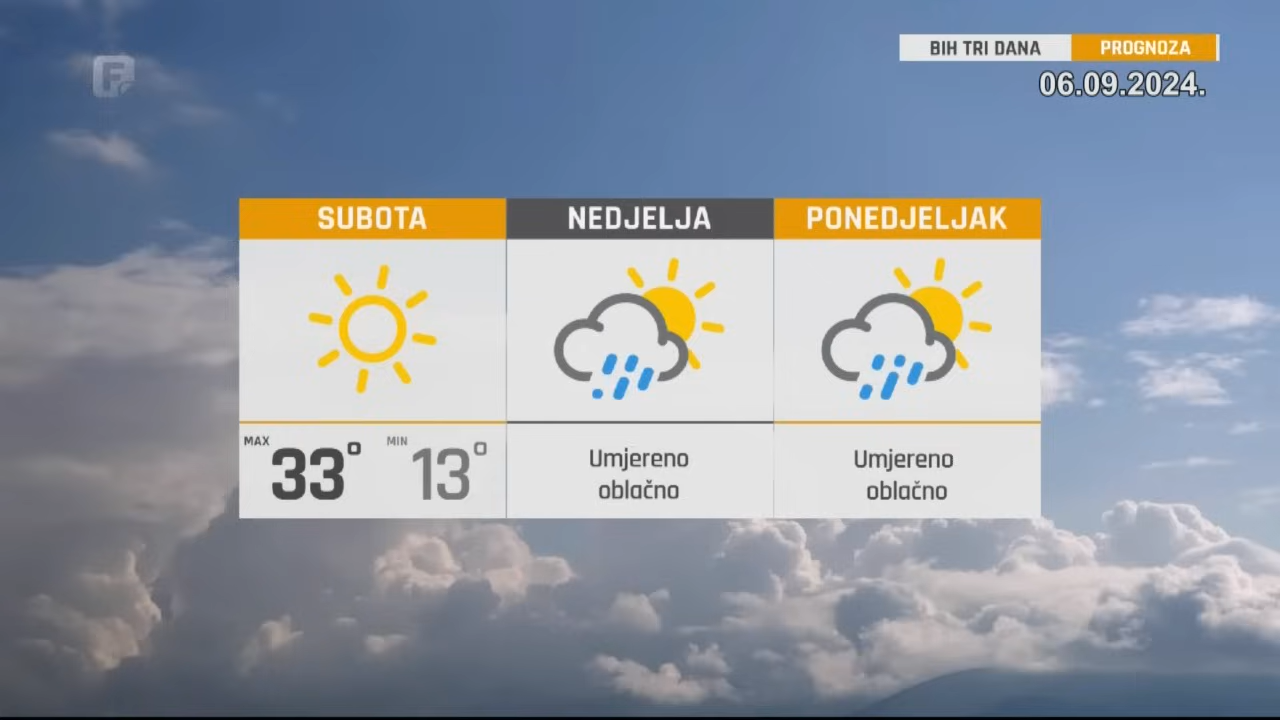 F
BIH TRI DANA PROGNOZA
06.09.2024.
SUBOTA NEDJELJA PONEDJELJAK
MAX 33° MIN 13°
Umjereno
oblačno
Umjereno
oblačno